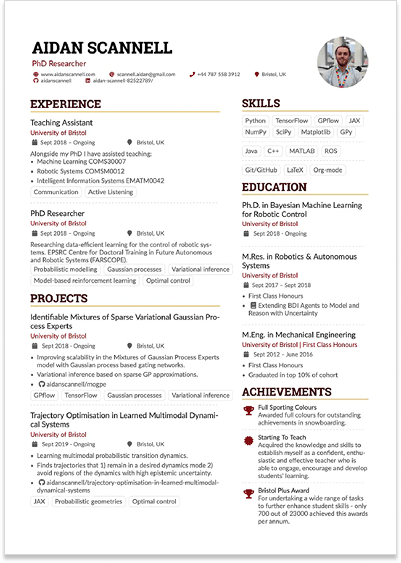 AIDAN SCANNELL
PhD Researcher
www.aidanscannell.com scannell.aidan@gmail.com +44 787 558 3912 Bristol, UK
aidanscannell aidan-scannell-82522789/
EXPERIENCE
Teaching Assistant
University of Bristol
Sept 2018 – Ongoing Bristol, UK
Alongside my PhD I have assisted teaching:
• Machine Learning COMS30007
• Robotic Systems COMSM0012
• Intelligent Information Systems EMATM0042
Communication Active Listening
PhD Researcher
University of Bristol
Sept 2018 – Ongoing Bristol, UK
Researching data-efficient learning for the control of robotic sys-
tems. EPSRC Centre for Doctoral Training in Future Autonomous
and Robotic Systems (FARSCOPE).
Probabilistic modelling Gaussian processes Variational inference
Model-based reinforcement learning Optimal control
PROJECTS
Identifiable Mixtures of Sparse Variational Gaussian Pro-
cess Experts
University of Bristol
Sept 2018 - Ongoing Bristol, UK
• Improving scalability in the Mixtures of Gaussian Process Experts
model with Gaussian process based gating networks.
• Variational inference based on sparse GP approximations.
• aidanscannell/mogpe
GPflow TensorFlow Gaussian processes Variational inference
Trajectory Optimisation in Learned Multimodal Dynami-
cal Systems
University of Bristol
Sept 2019 - Ongoing Bristol, UK
• Learning multimodal probabilistic transition dynamics.
• Finds trajectories that 1) remain in a desired dynamics mode 2)
avoid regions of the dynamics with high epistemic uncertainty.
• aidanscannell/trajectory-optimisation-in-learned-multimodal-
dynamical-systems
JAX Probabilistic geometries Optimal control
SKILLS
Python TensorFlow GPflow JAX
NumPy SciPy Matplotlib GPy
Java C++ MATLAB ROS
Git/GitHub LaTeX Org-mode
EDUCATION
Ph.D. in Bayesian Machine Learning
for Robotic Control
University of Bristol
Sept 2018 - Ongoing
M.Res. in Robotics & Autonomous
Systems
University of Bristol
Sept 2017 – Sept 2018
• First Class Honours
• Extending BDI Agents to Model and
Reason with Uncertainty
M.Eng. in Mechanical Engineering
University of Bristol | First Class Honours
Sept 2012 - June 2016
• First Class Honours
• Graduated in top 10% of cohort
ACHIEVEMENTS
Full Sporting Colours
Awarded full colours for outstanding
achievements in snowboarding.
Starting To Teach
Acquired the knowledge and skills to
establish myself as a confident, enthu-
siastic and effective teacher who is
able to engage, encourage and develop
students' learning.
Bristol Plus Award
For undertaking a wide range of tasks
to further enhance student skills - only
700 out of 23000 achieved this awards
per annum.